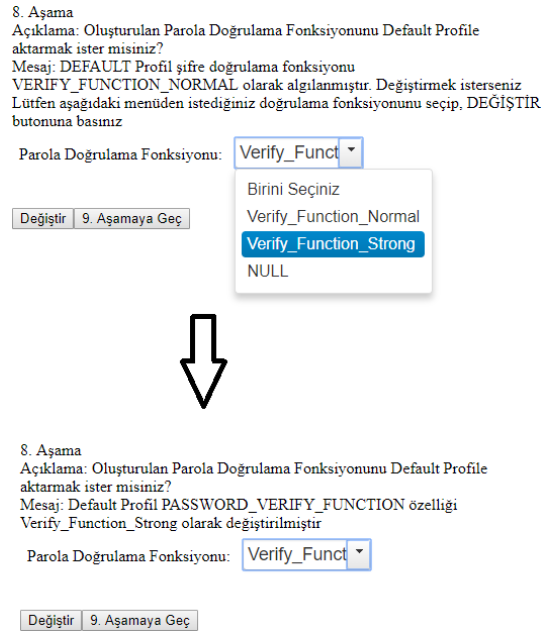 8. Aşama
Açıklama: Oluşturulan Parola Doğrulama Fonksiyonunu Default Profile
aktarmak ister misiniz?
Mesaj: DEFAULT Profil şifre doğrulama fonksiyonu
VERIFY_FUNCTION_NORMAL olarak algılanmıştır. Değiştirmek isterseniz
Lütfen aşağıdaki menüden istediğiniz doğrulama fonksiyonunu seçip, DEĞİŞTİR
butonuna basınız
Parola Doğrulama Fonksiyonu: Verify_Funct
Birini Seçiniz
Verify_Function_Normal
Verify_Function_Strong
NULL
Değiştir 9. Aşamaya Geç
8. Aşama
Açıklama: Oluşturulan Parola Doğrulama Fonksiyonunu Default Profile
aktarmak ister misiniz?
Mesaj: Default Profil PASSWORD_VERIFY_FUNCTION özelliği
Verify_Function_Strong olarak değiştirilmiştir
Parola Doğrulama Fonksiyonu: Verify_Funct
Değiştir 9. Aşamaya Geç